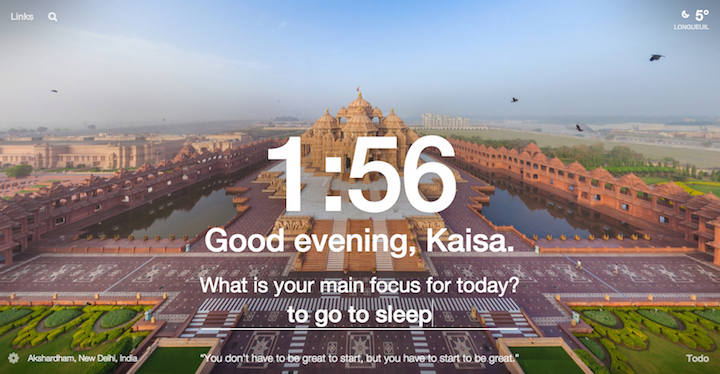 Links
5°
LONGUEUIL
1:56
Good evening, Kaisa.
What is your main focus for today?
to go to sleep
Akshardham, New Delhi, India
“You don't have to be great to start, but you have to start to be great.”
Todo